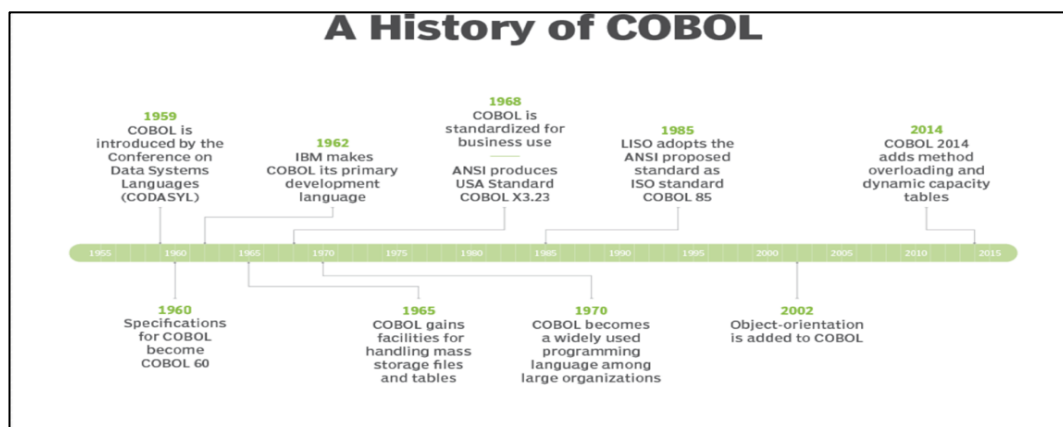 A History of COBOL
1959
COBOL is
introduced by the
Conference on
Data Systems
Languages
(CODASYL)
1962
IBM makes
COBOL its primary
development
language
1968
COBOL is
standardized for
business use
ANSI produces
USA Standard
COBOL X3.23
1985
LISO adopts the
ANSI proposed
standard as
ISO standard
COBOL 85
2014
COBOL 2014
adds method
overloading and
dynamic capacity
tables
1955 1960 1965 1970 1975 1980 1985 1990 1995 2000 2005 2010 2015
1960
Specifications
for COBOL
become
COBOL 60
1965
COBOL gains
facilities for
handling mass
storage files
and tables
1970
COBOL becomes
a widely used
programming
language among
large organizations
2002
Object-orientation
is added to COBOL